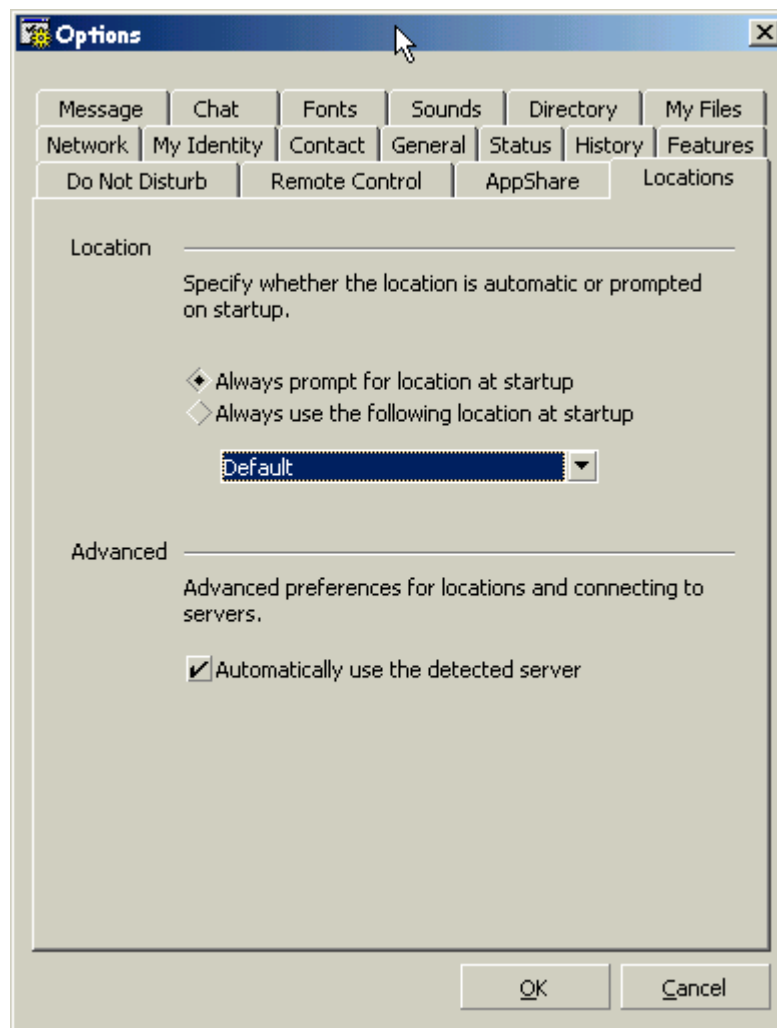 Options
Message Chat Fonts Sounds Directory My Files
Network My Identity Contact General Status History Features
Do Not Disturb Remote Control AppShare Locations
Location
Specify whether the location is automatic or prompted
on startup.
Always prompt for location at startup
Always use the following location at startup
Default
Advanced
Advanced preferences for locations and connecting to
servers.
Automatically use the detected server
OK Cancel